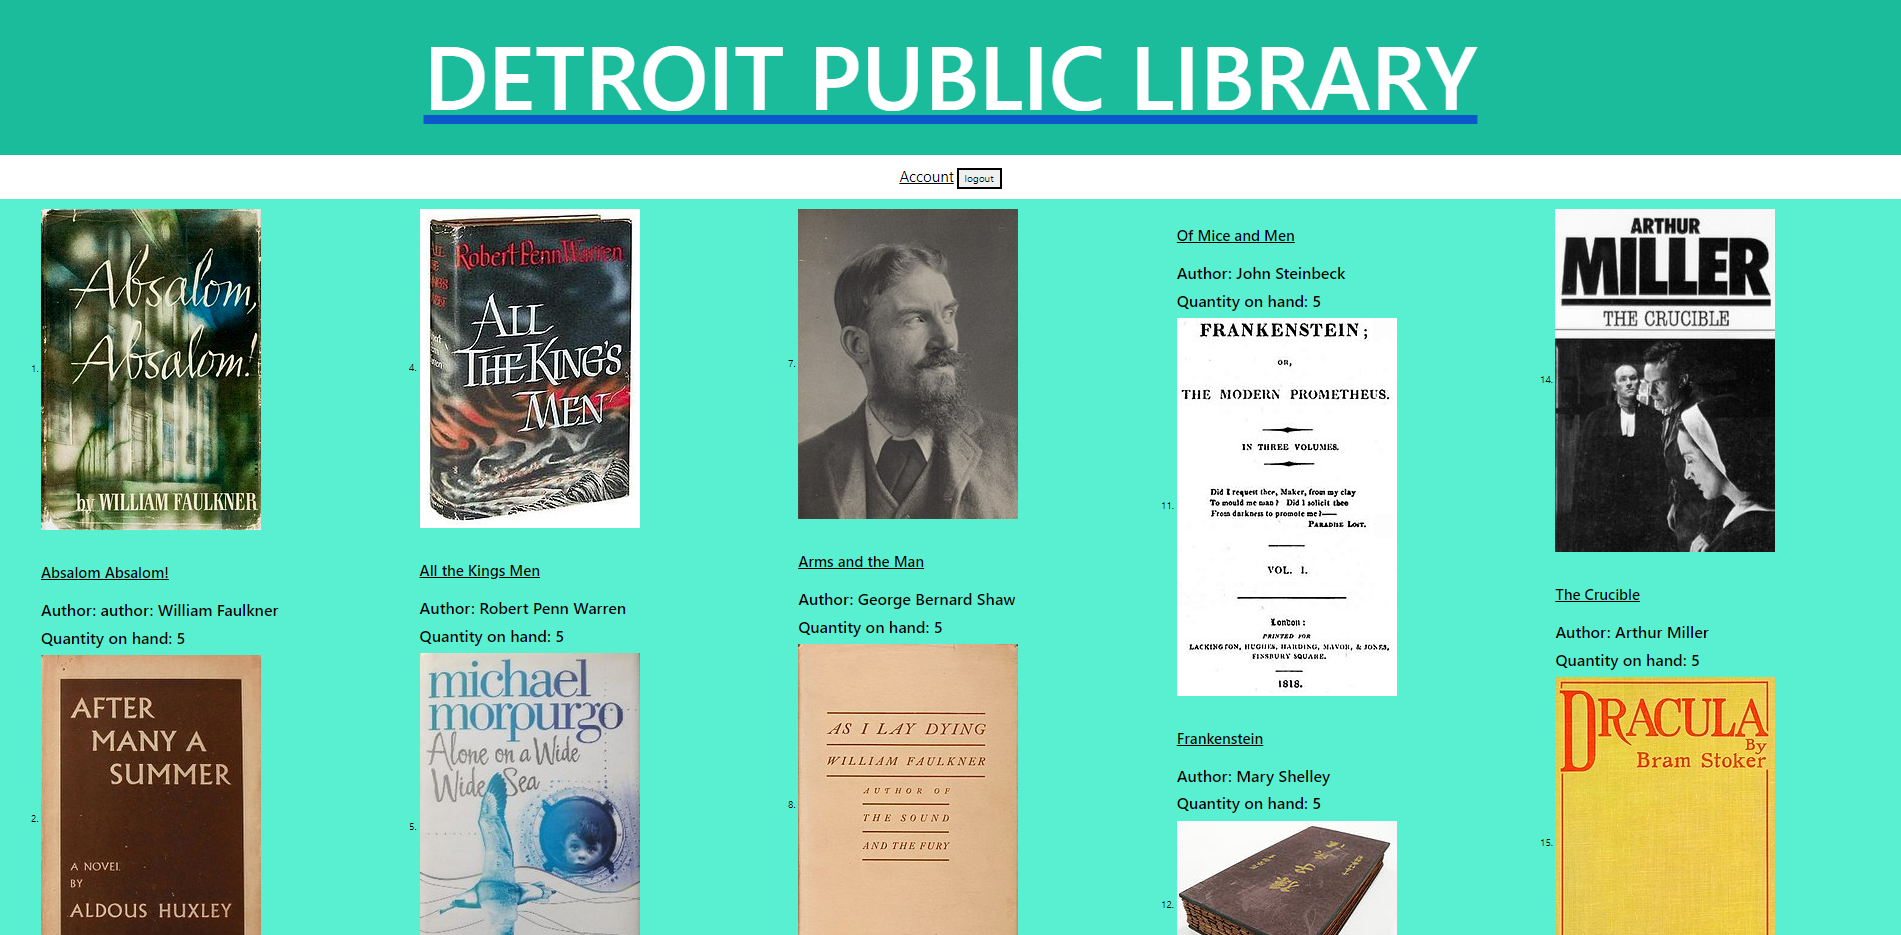 DETROIT PUBLIC LIBRARY
Account logout
1.
Absalom,
Absalom!
by WILLIAM FAULKNER
Absalom Absalom!
Author: author: William Faulkner
Quantity on hand: 5
2.
AFTER
MANY A
SUMMER
A NOVEL
BY
ALDOUS HUXLEY
4.
Robert Penn Warren
ALL
THE KING'S
MEN
All the Kings Men
Author: Robert Penn Warren
Quantity on hand: 5
5.
michael
morpurgo
Alone on a Wide
Wide Sea
7.
Arms and the Man
Author: George Bernard Shaw
Quantity on hand: 5
8.
AS I LAY DYING
WILLIAM FAULKNER
AUTHOR OF
THE SOUND
AND THE FURY
Of Mice and Men
Author: John Steinbeck
Quantity on hand: 5
11.
FRANKENSTEIN;
OR,
THE MODERN PROMETHEUS.
IN THREE VOLUMES.
Did I request thee, Maker, from my clay
To mould me man? Did I solicit thee
From darkness to promote me?—
PARADISE LOST.
VOL. I.
London:
PRINTED FOR
LACKINGTON, HUGHES, HARDING, MAVOR, & JONES,
FINSBURY SQUARE.
1818.
Frankenstein
Author: Mary Shelley
Quantity on hand: 5
12.
14.
ARTHUR
MILLER
THE CRUCIBLE
The Crucible
Author: Arthur Miller
Quantity on hand: 5
15.
DRACULA
By
Bram Stoker